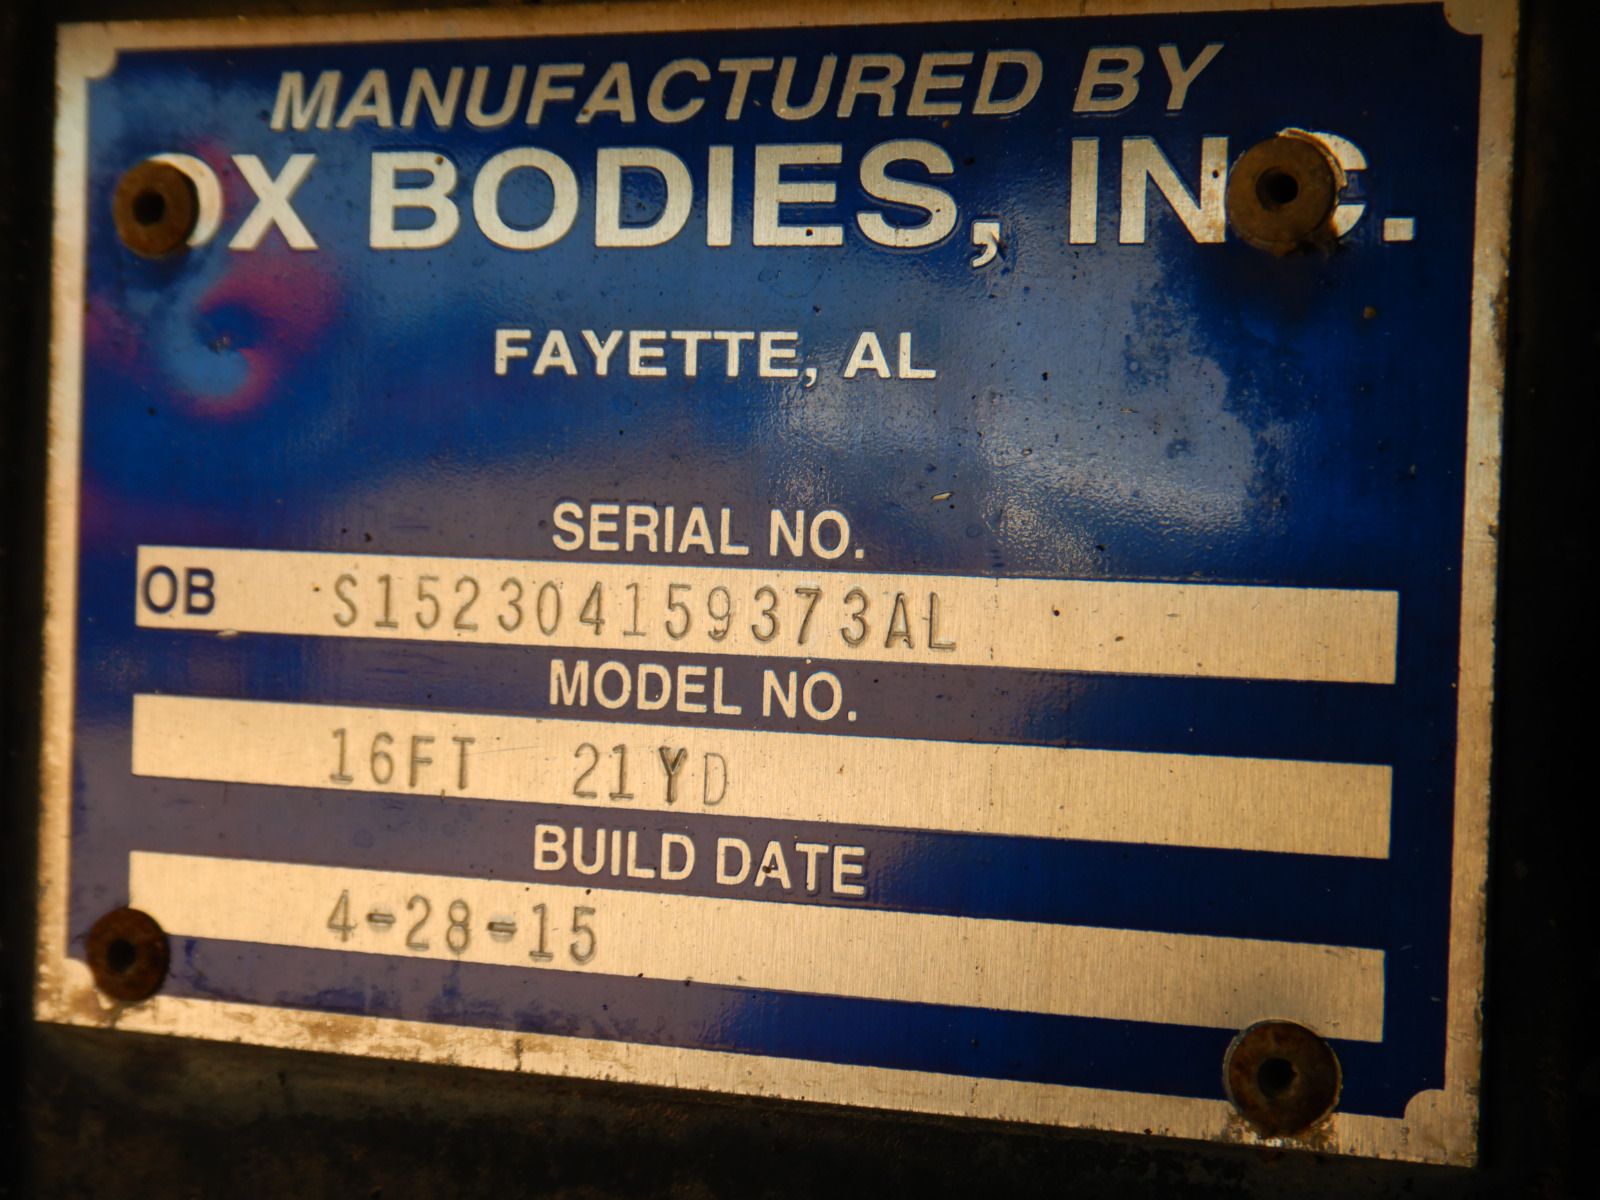 MANUFACTURED BY
OX BODIES, INC.
FAYETTE, AL
SERIAL NO.
OB S152304159373AL
MODEL NO.
16FT 21YD
BUILD DATE
4-28-15